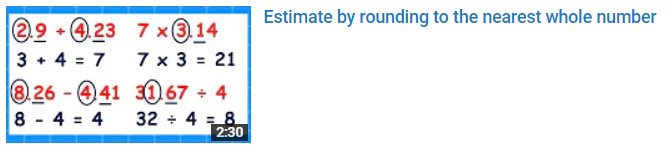 2.9 + 4.23 7 x 3.14
3 + 4 = 7 7 x 3 = 21
8.26 - 4.41 31.67 ÷ 4
8 - 4 = 4 32 ÷ 4 = 8
2:30
Estimate by rounding to the nearest whole number